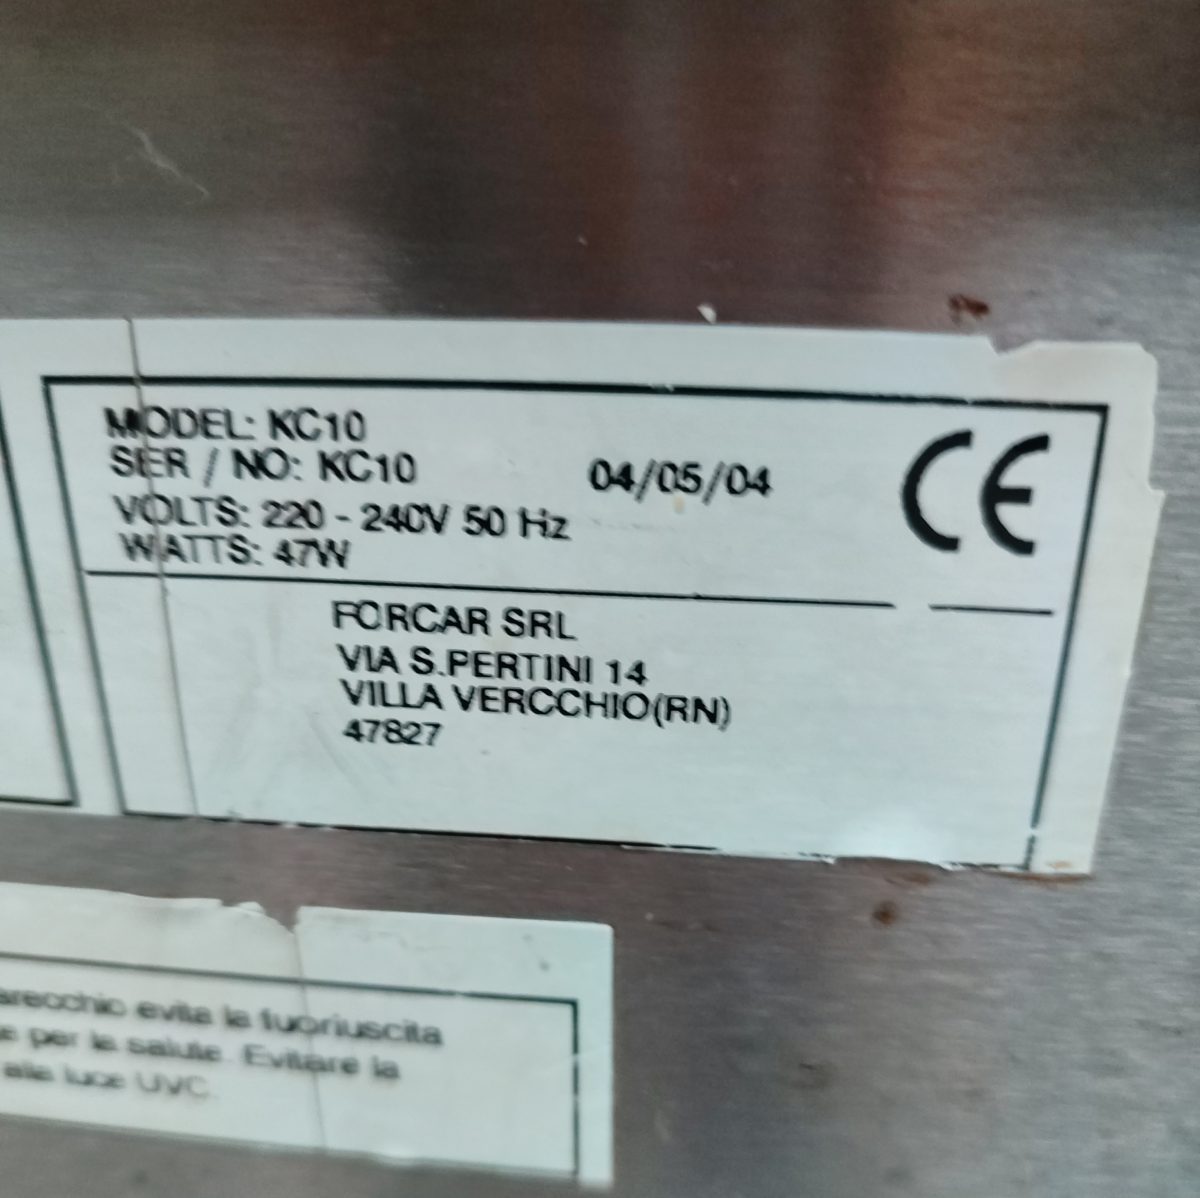 MODEL: KC10
SER / NO: KC10 04/05/04
VOLTS: 220 - 240V 50 Hz
WATTS: 47W
CE
FORCAR SRL
VIA S.PERTINI 14
VILLA VERCCHIO(RN)
47827
arecchio evita la fuoriuscita
e per la salute. Evitare la
alla luce UVC.